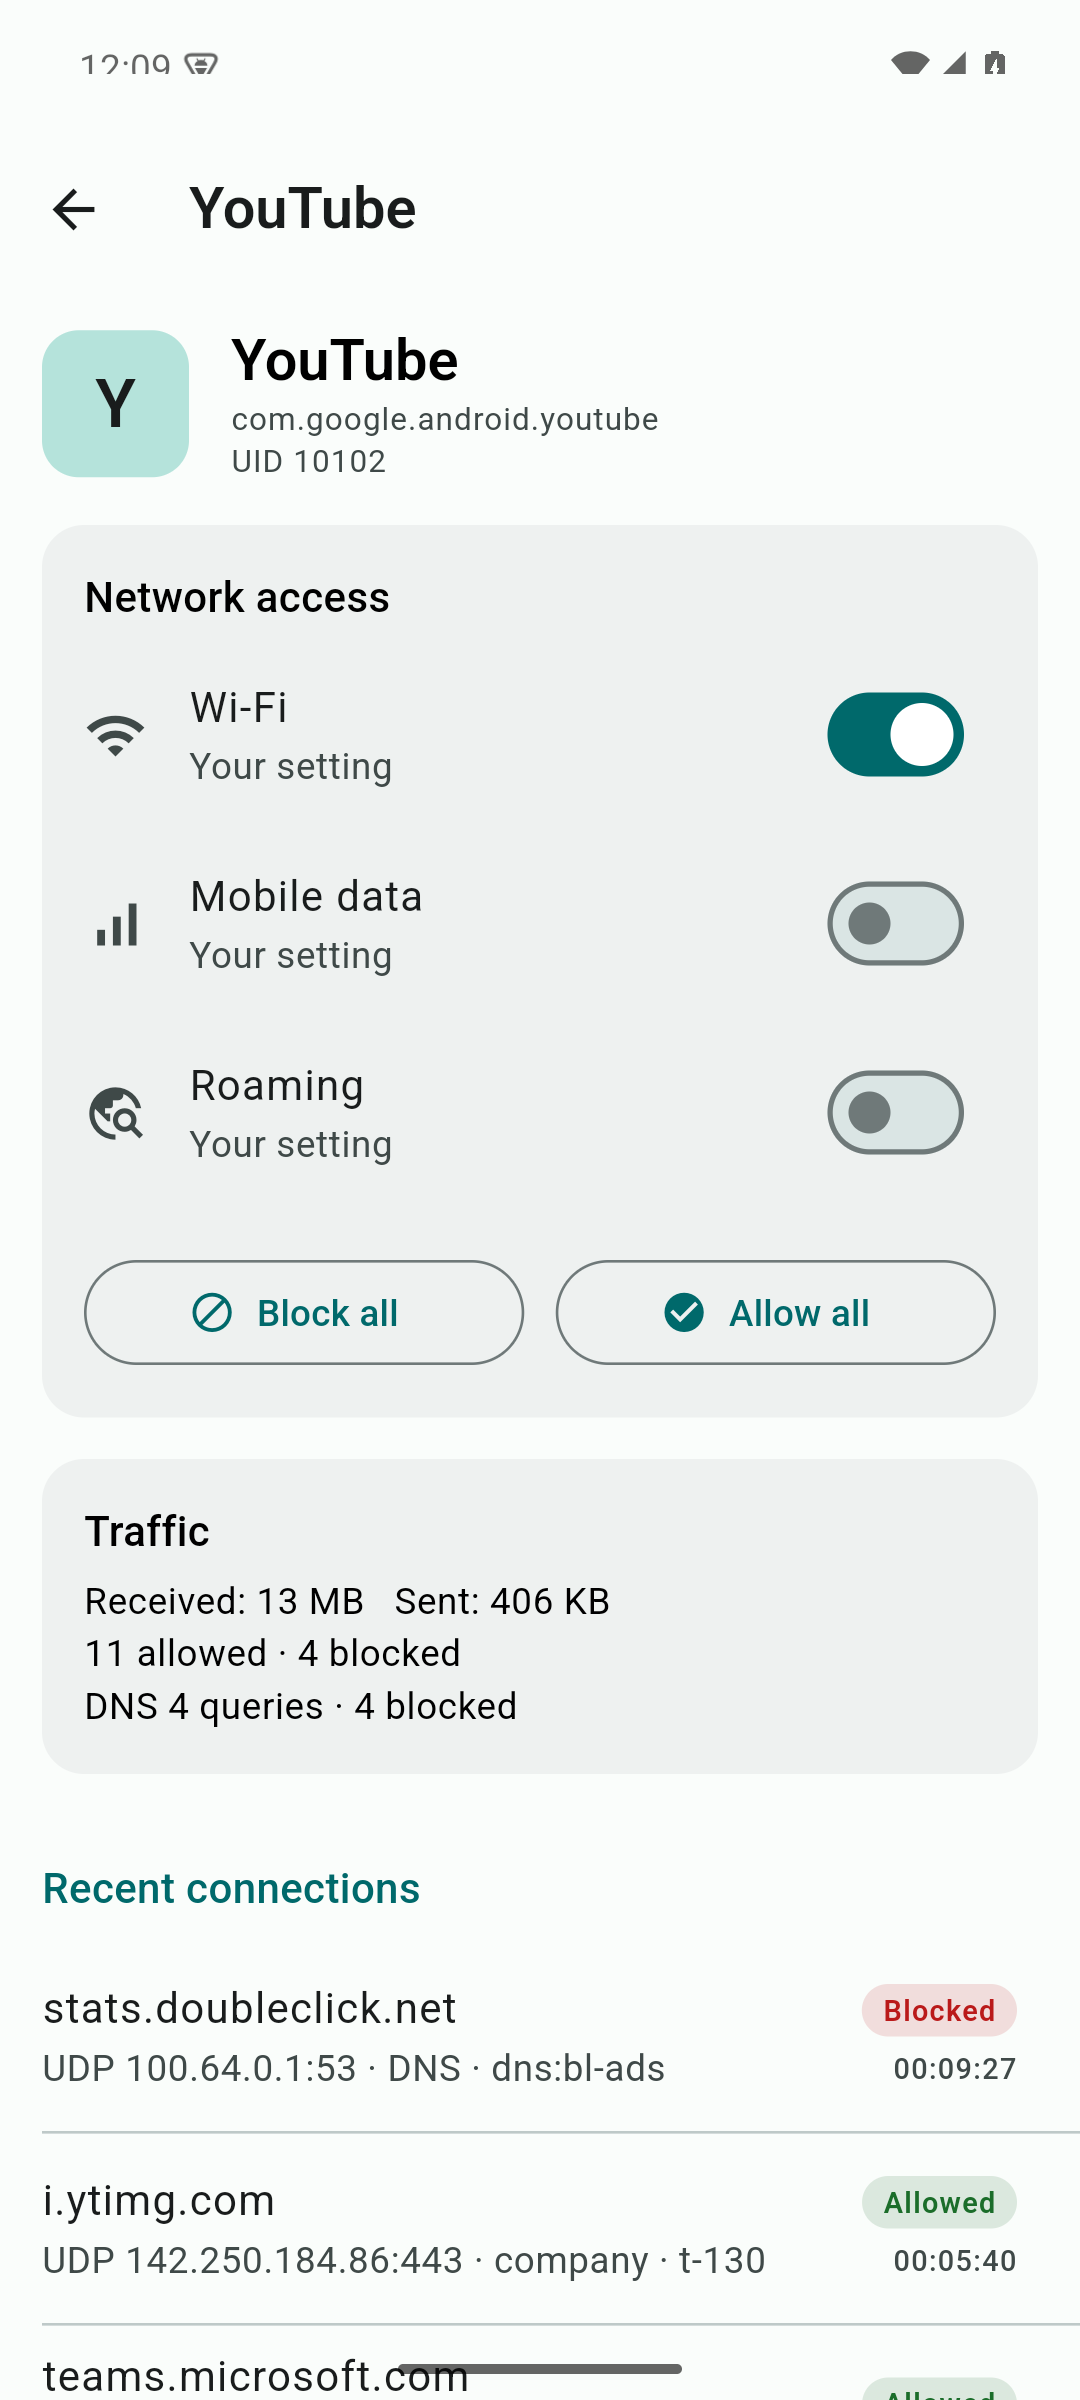 12:09
YouTube
Y
YouTube
com.google.android.youtube
UID 10102
Network access
Wi-Fi
Your setting
Mobile data
Your setting
Roaming
Your setting
Block all
Allow all
Traffic
Received: 13 MB Sent: 406 KB
11 allowed · 4 blocked
DNS 4 queries · 4 blocked
Recent connections
stats.doubleclick.net
Blocked
UDP 100.64.0.1:53 · DNS · dns:bl-ads
00:09:27
i.ytimg.com
Allowed
UDP 142.250.184.86:443 · company · t-130
00:05:40
teams.microsoft.com
Allowed